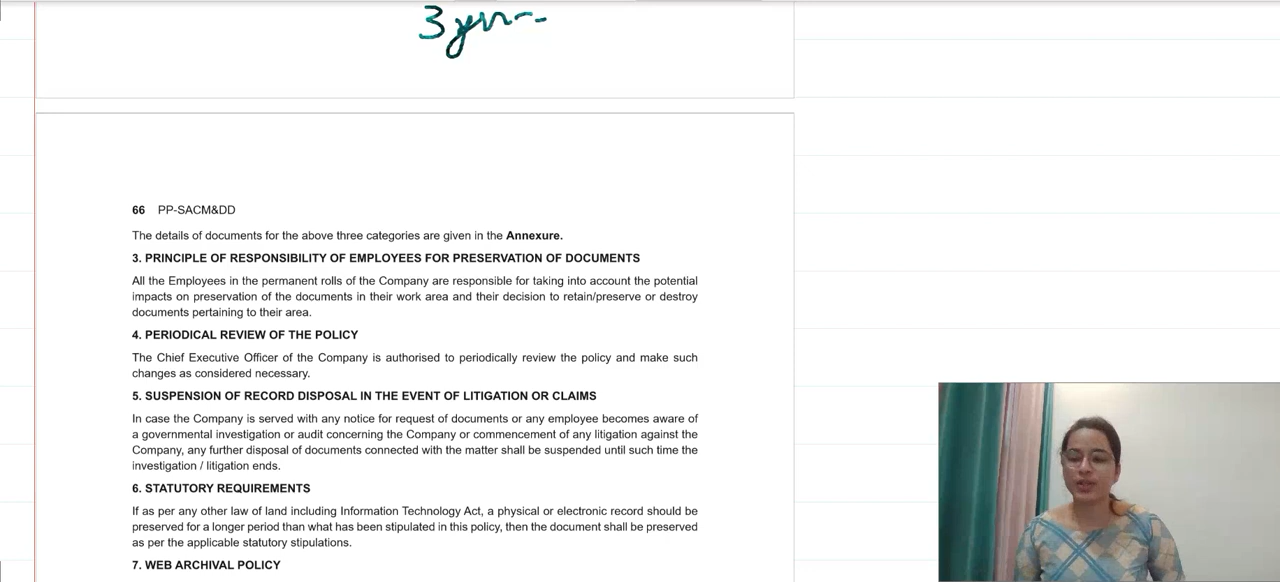 66 PP-SACM&DD
The details of documents for the above three categories are given in the Annexure.
3. PRINCIPLE OF RESPONSIBILITY OF EMPLOYEES FOR PRESERVATION OF DOCUMENTS
All the Employees in the permanent rolls of the Company are responsible for taking into account the potential
impacts on preservation of the documents in their work area and their decision to retain/preserve or destroy
documents pertaining to their area.
4. PERIODICAL REVIEW OF THE POLICY
The Chief Executive Officer of the Company is authorised to periodically review the policy and make such
changes as considered necessary.
5. SUSPENSION OF RECORD DISPOSAL IN THE EVENT OF LITIGATION OR CLAIMS
In case the Company is served with any notice for request of documents or any employee becomes aware of
a governmental investigation or audit concerning the Company or commencement of any litigation against the
Company, any further disposal of documents connected with the matter shall be suspended until such time the
investigation / litigation ends.
6. STATUTORY REQUIREMENTS
If as per any other law of land including Information Technology Act, a physical or electronic record should be
preserved for a longer period than what has been stipulated in this policy, then the document shall be preserved
as per the applicable statutory stipulations.
7. WEB ARCHIVAL POLICY